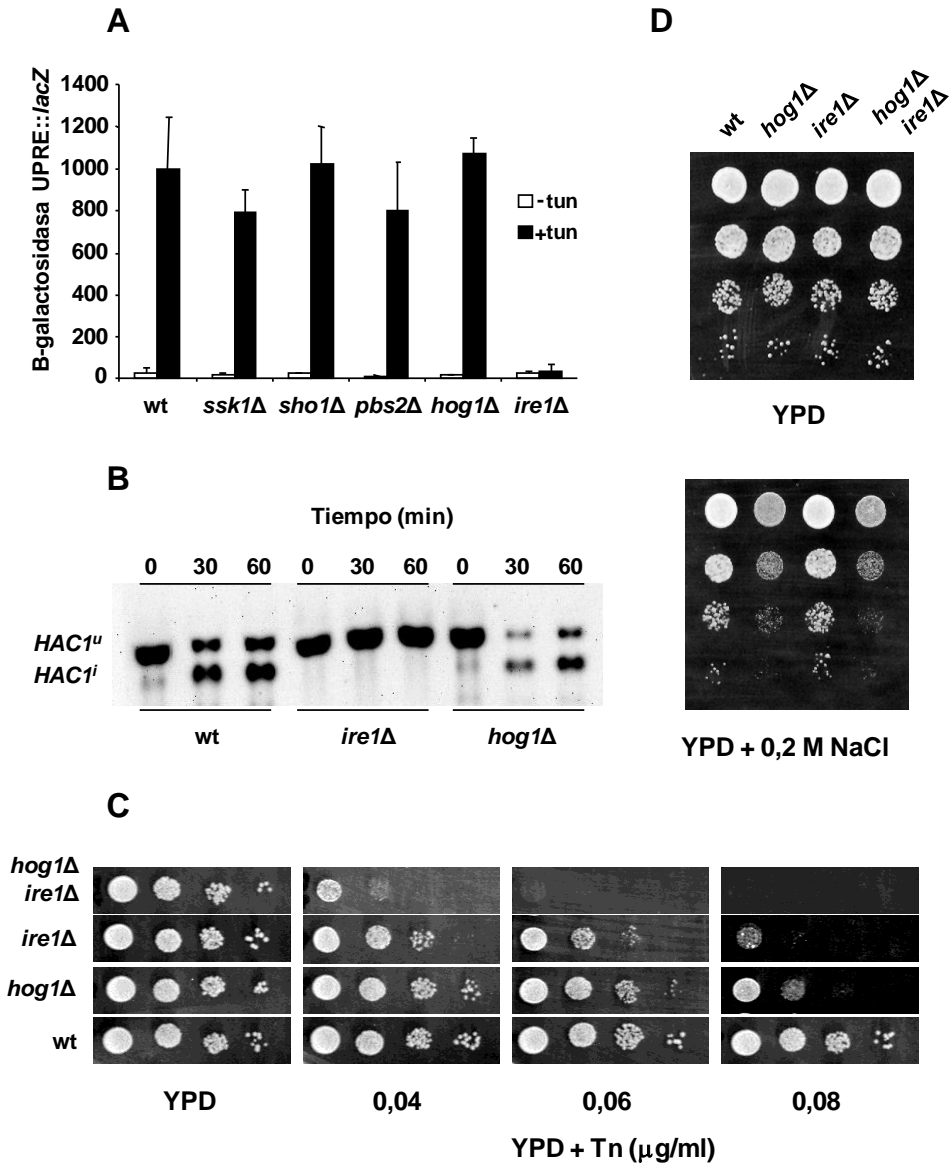 A
B-galactosidasa UPRE::lacZ
1400
1200
1000
800
600
400
200
0
-tun
+tun
wt ssk1Δ sho1Δ pbs2Δ hog1Δ ire1Δ
B
Tiempo (min)
0 30 60 0 30 60 0 30 60
HAC1ᵘ
HAC1ⁱ
wt ire1Δ hog1Δ
C
hog1Δ
ire1Δ
ire1Δ
hog1Δ
wt
YPD 0,04 0,06 0,08
YPD + Tn (μg/ml)
D
wt hog1Δ ire1Δ hog1Δ
ire1Δ
YPD
YPD + 0,2 M NaCl